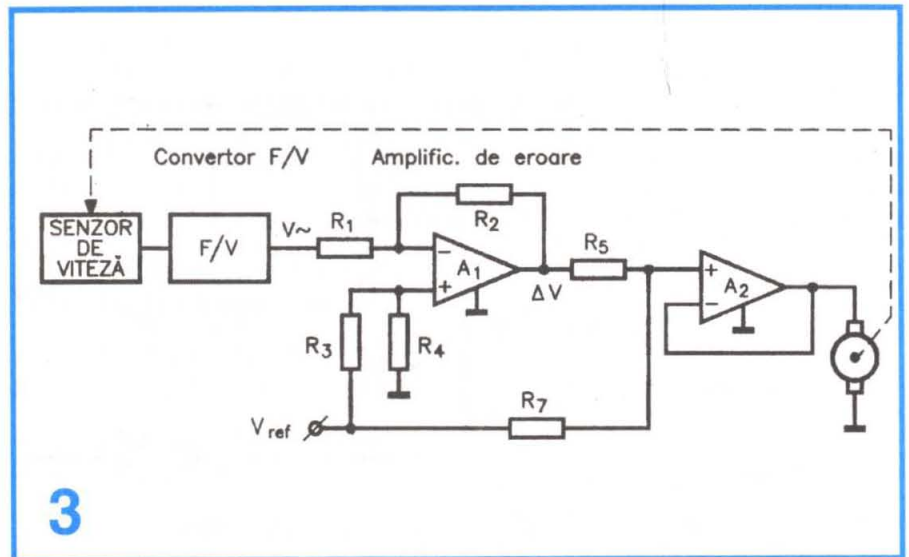 Convertor F/V
Amplific. de eroare
SENZOR
DE
VITEZĂ
F/V
V~
R1
R2
-
+
A1
ΔV
R5
+
-
A2
R3
R4
Vref
R7
3